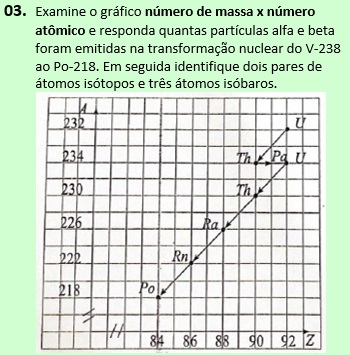 03. Examine o gráfico número de massa x número
atômico e responda quantas partículas alfa e beta
foram emitidas na transformação nuclear do V-238
ao Po-218. Em seguida identifique dois pares de
átomos isótopos e três átomos isóbaros.
A
232 U
234 Th Pa U
230 Th
226 Ra
222 Rn
218 Po
84 86 88 90 92 Z